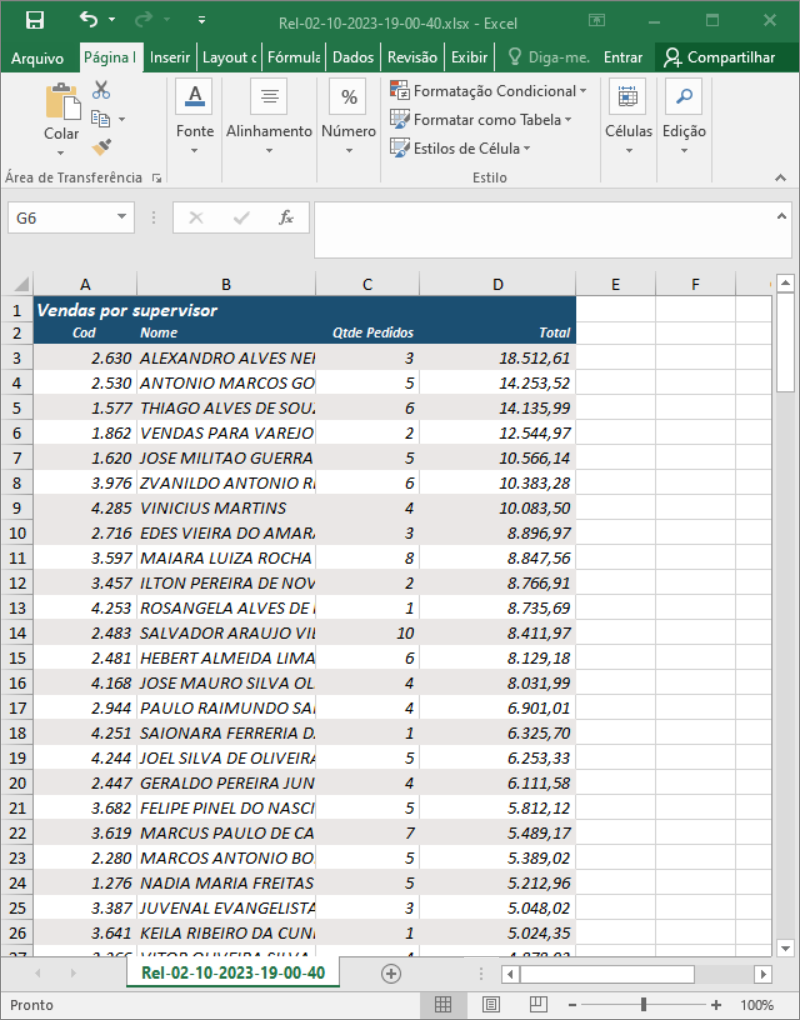 Rel-02-10-2023-19-00-40.xlsx - Excel
Arquivo Página I Inserir Layout c Fórmula Dados Revisão Exibir Diga-me. Entrar Compartilhar
Colar
Fonte Alinhamento Número
Formatação Condicional
Formatar como Tabela
Estilos de Célula
Células Edição
Área de Transferência Estilo
G6 fx
A B C D E F
1 Vendas por supervisor
2 Cod Nome Qtde Pedidos Total
3 2.630 ALEXANDRO ALVES NEI 3 18.512,61
4 2.530 ANTONIO MARCOS GO 5 14.253,52
5 1.577 THIAGO ALVES DE SOUZ 6 14.135,99
6 1.862 VENDAS PARA VAREJO 2 12.544,97
7 1.620 JOSE MILITAO GUERRA 5 10.566,14
8 3.976 ZVANILDO ANTONIO RI 6 10.383,28
9 4.285 VINICIUS MARTINS 4 10.083,50
10 2.716 EDES VIEIRA DO AMARA 3 8.896,97
11 3.597 MAIARA LUIZA ROCHA 8 8.847,56
12 3.457 ILTON PEREIRA DE NOV 2 8.766,91
13 4.253 ROSANGELA ALVES DE 1 8.735,69
14 2.483 SALVADOR ARAUJO VIE 10 8.411,97
15 2.481 HEBERT ALMEIDA LIMA 6 8.129,18
16 4.168 JOSE MAURO SILVA OL 4 8.031,99
17 2.944 PAULO RAIMUNDO SAI 4 6.901,01
18 4.251 SAIONARA FERRERIA D 1 6.325,70
19 4.244 JOEL SILVA DE OLIVEIRA 5 6.253,33
20 2.447 GERALDO PEREIRA JUN 4 6.111,58
21 3.682 FELIPE PINEL DO NASCI 5 5.812,12
22 3.619 MARCUS PAULO DE CA 7 5.489,17
23 2.280 MARCOS ANTONIO BO 5 5.389,02
24 1.276 NADIA MARIA FREITAS 5 5.212,96
25 3.387 JUVENAL EVANGELISTA 3 5.048,02
26 3.641 KEILA RIBEIRO DA CUNI 1 5.024,35
Rel-02-10-2023-19-00-40
Pronto 100%